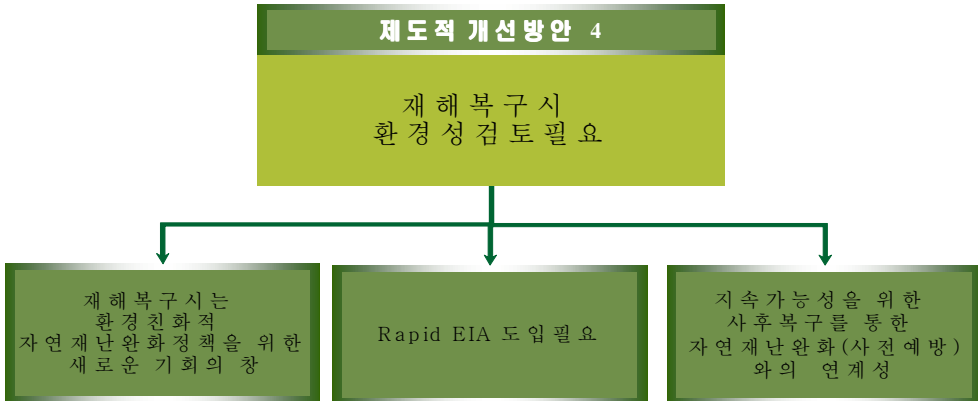 제도적 개선방안 4
재해복구시
환경성검토필요
재해복구시는
환경친화적
자연재난완화정책을 위한
새로운 기회의 창
Rapid EIA 도입필요
지속가능성을 위한
사후복구를 통한
자연재난완화(사전예방)
와의 연계성